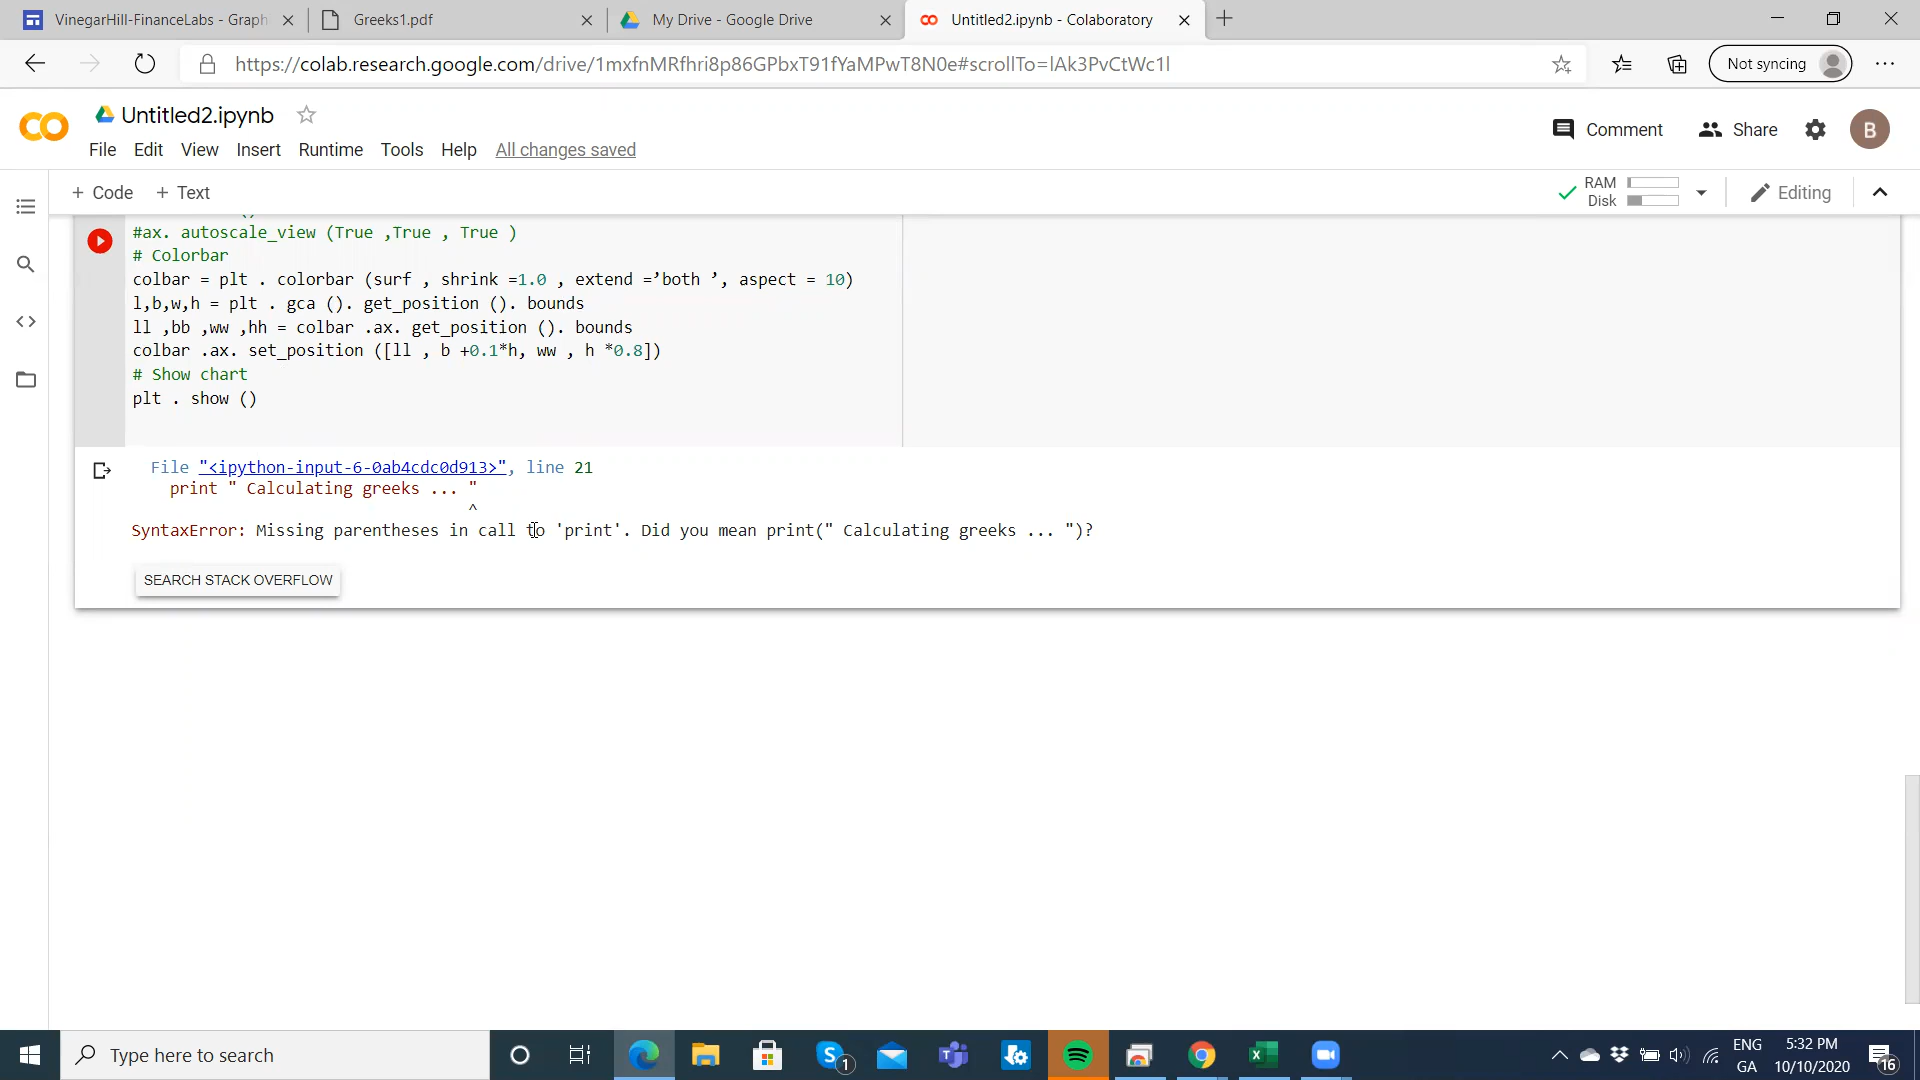 VinegarHill-FinanceLabs - Graph
Greeks1.pdf
My Drive - Google Drive
Untitled2.ipynb - Colaboratory
https://colab.research.google.com/drive/1mxfnMRfhri8p86GPbxT91fYaMPwT8N0e#scrollTo=lAk3PvCtWc1l
Not syncing
CO
Untitled2.ipynb
Comment
Share
B
File Edit View Insert Runtime Tools Help All changes saved
+ Code + Text
RAM
Disk
Editing
#ax. autoscale_view (True ,True , True )
# Colorbar
colbar = plt . colorbar (surf , shrink =1.0 , extend =’both ’, aspect = 10)
l,b,w,h = plt . gca (). get_position (). bounds
ll ,bb ,ww ,hh = colbar .ax. get_position (). bounds
colbar .ax. set_position ([ll , b +0.1*h, ww , h *0.8])
# Show chart
plt . show ()
File "<ipython-input-6-0ab4cdc0d913>", line 21
print " Calculating greeks ... "
^
SyntaxError: Missing parentheses in call to 'print'. Did you mean print(" Calculating greeks ... ")?
SEARCH STACK OVERFLOW
Type here to search
1
ENG
GA
5:32 PM
10/10/2020
16